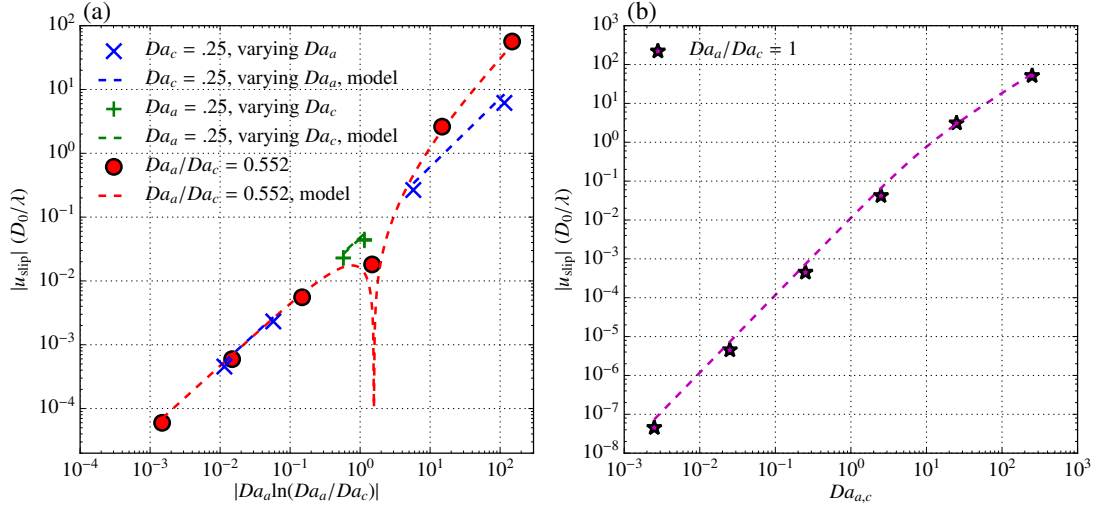 (a)
10^2
10^1
10^0
10^-1
10^-2
10^-3
10^-4
|u_slip| (D_0/λ)
Da_c = .25, varying Da_a
Da_c = .25, varying Da_a, model
Da_a = .25, varying Da_c
Da_a = .25, varying Da_c, model
Da_a/Da_c = 0.552
Da_a/Da_c = 0.552, model
10^-4 10^-3 10^-2 10^-1 10^0 10^1 10^2
|Da_a ln(Da_a/Da_c)|
(b)
10^3
10^2
10^1
10^0
10^-1
10^-2
10^-3
10^-4
10^-5
10^-6
10^-7
10^-8
|u_slip| (D_0/λ)
Da_a/Da_c = 1
10^-3 10^-2 10^-1 10^0 10^1 10^2 10^3
Da_a,c